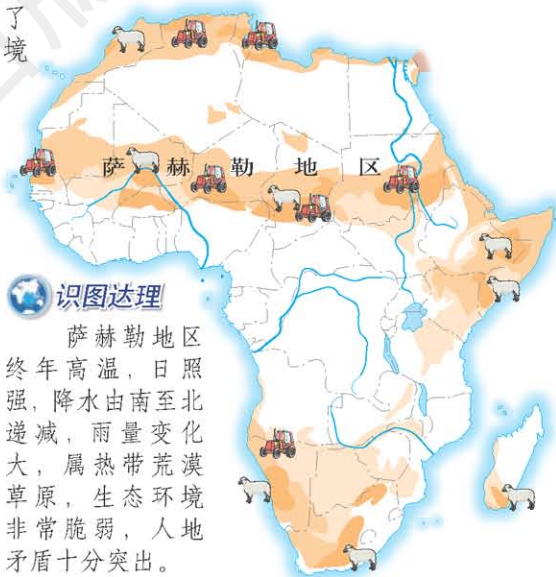 了
境
萨赫勒地区
识图达理
萨赫勒地区
终年高温，日照
强，降水由南至北
递减，雨量变化
大，属热带荒漠
草原，生态环境
非常脆弱，人地
矛盾十分突出。